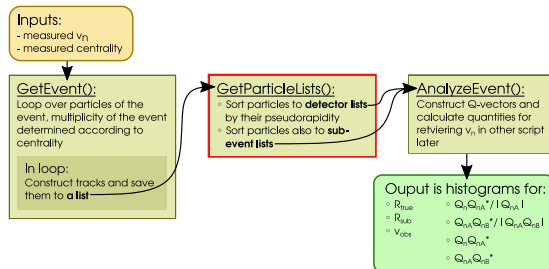 Inputs:
- measured vn
- measured centrality
GetEvent():
Loop over particles of the
event, multiplicity of the event
determined according to
centrality
In loop:
Construct tracks and save
them to a list
GetParticleLists():
◦ Sort particles to detector lists
by their pseudorapidity
◦ Sort particles also to sub-
event lists
AnalyzeEvent():
Construct Q-vectors and
calculate quantities for
retrviering vn in other script
later
Ouput is histograms for:
◦ Rtrue
◦ Rsub
◦ vobs
◦ QnQnA*/|QnA|
◦ QnAQnB*/|QnAQnB|
◦ QnQnA*
◦ QnAQnB*